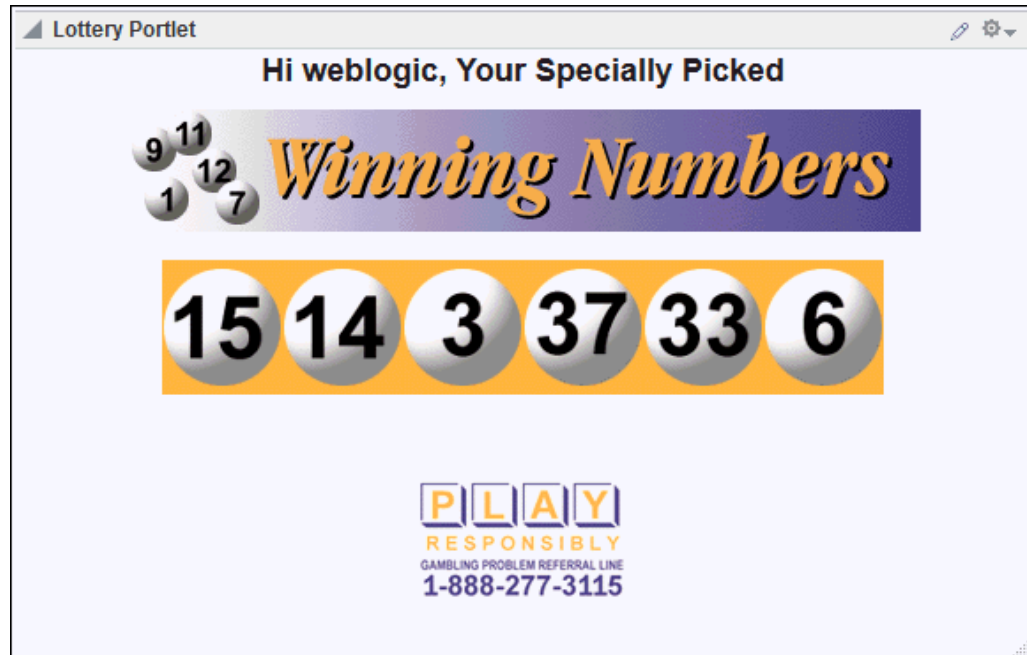 Lottery Portlet
Hi weblogic, Your Specially Picked
9 11 12 1 7
Winning Numbers
15 14 3 37 33 6
PLAY
RESPONSIBLY
GAMBLING PROBLEM REFERRAL LINE
1-888-277-3115